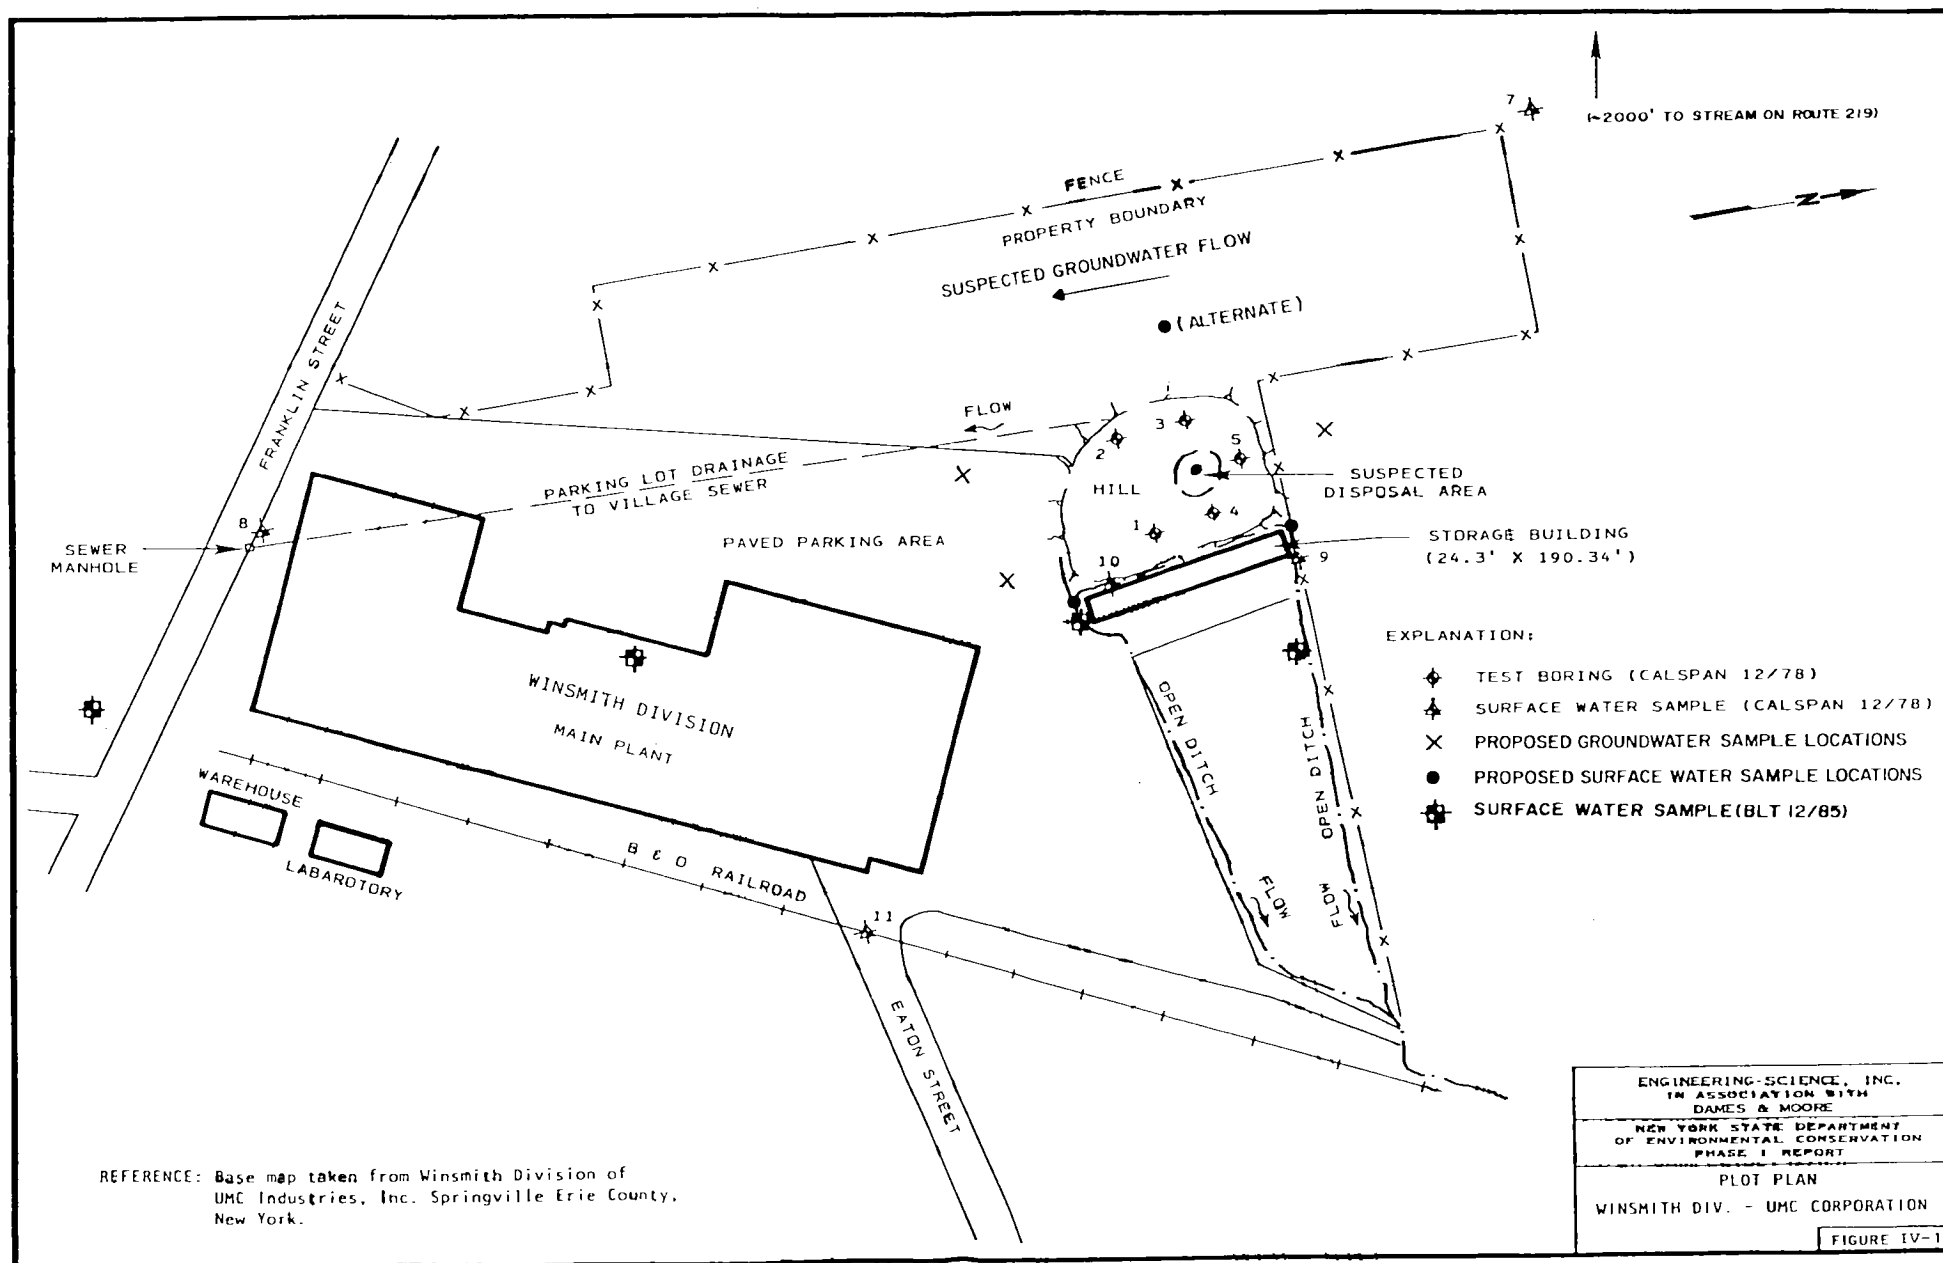 7
(~2000' TO STREAM ON ROUTE 219)
N
FENCE
PROPERTY BOUNDARY
SUSPECTED GROUNDWATER FLOW
(ALTERNATE)
FRANKLIN STREET
FLOW
3
2
5
HILL
SUSPECTED
DISPOSAL AREA
PARKING LOT DRAINAGE
TO VILLAGE SEWER
4
1
8
SEWER
MANHOLE
PAVED PARKING AREA
STORAGE BUILDING
(24.3' X 190.34')
9
10
WINSMITH DIVISION
MAIN PLANT
OPEN DITCH
OPEN DITCH
EXPLANATION:
TEST BORING (CALSPAN 12/78)
SURFACE WATER SAMPLE (CALSPAN 12/78)
PROPOSED GROUNDWATER SAMPLE LOCATIONS
PROPOSED SURFACE WATER SAMPLE LOCATIONS
SURFACE WATER SAMPLE(BLT 12/85)
WAREHOUSE
LABAROTORY
B & O RAILROAD
11
FLOW
FLOW
EATON STREET
REFERENCE: Base map taken from Winsmith Division of
UMC Industries, Inc. Springville Erie County,
New York.
ENGINEERING-SCIENCE, INC.
IN ASSOCIATION WITH
DAMES & MOORE
NEW YORK STATE DEPARTMENT
OF ENVIRONMENTAL CONSERVATION
PHASE I REPORT
PLOT PLAN
WINSMITH DIV. - UMC CORPORATION
FIGURE IV-1